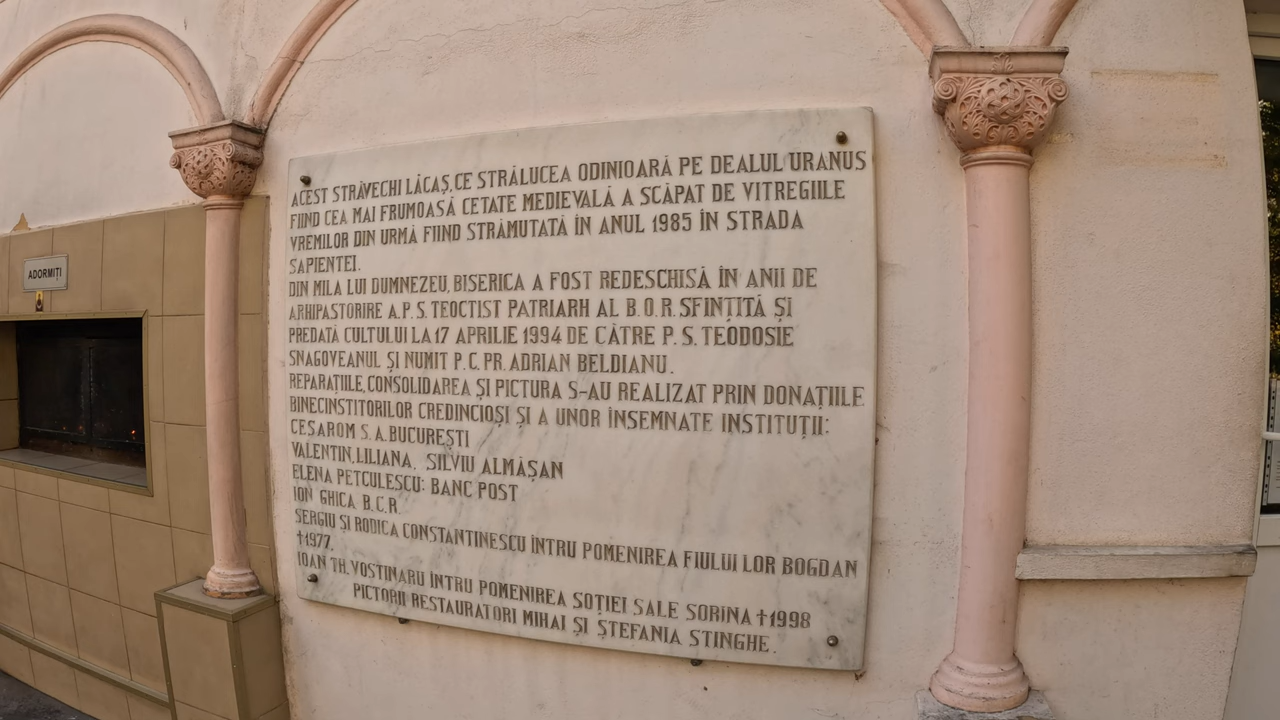 ADORMIȚI
ACEST STRĂVECHI LĂCAȘ, CE STRĂLUCEA ODINIOARĂ PE DEALUL URANUS
FIIND CEA MAI FRUMOASĂ CETATE MEDIEVALĂ A SCĂPAT DE VITREGIILE
VREMILOR DIN URMĂ FIIND STRĂMUTATĂ ÎN ANUL 1985 ÎN STRADA
SAPIENTEI.
DIN MILA LUI DUMNEZEU, BISERICA A FOST REDESCHISĂ ÎN ANII DE
ARHIPASTORIRE A.P.S. TEOCTIST PATRIARH AL B.O.R. SFINȚITĂ ȘI
PREDATĂ CULTULUI LA 17 APRILIE 1994 DE CĂTRE P.S. TEODOSIE
SNAGOVEANUL ȘI NUMIT P.C. PR. ADRIAN BELDIANU.
REPARAȚIILE, CONSOLIDAREA ȘI PICTURA S-AU REALIZAT PRIN DONAȚIILE
BINECINSTITORILOR CREDINCIOȘI ȘI A UNOR ÎNSEMNATE INSTITUȚII:
CESAROM S.A. BUCUREȘTI
VALENTIN, LILIANA, SILVIU ALMĂȘAN
ELENA PETCULESCU: BANC POST
ION GHICA B.C.R.
SERGIU ȘI RODICA CONSTANTINESCU ÎNTRU POMENIREA FIULUI LOR BOGDAN
†1977.
IOAN TH. VOSTINARU ÎNTRU POMENIREA SOȚIEI SALE SORINA †1998
PICTORII RESTAURATORI MIHAI ȘI ȘTEFANIA STINGHE.